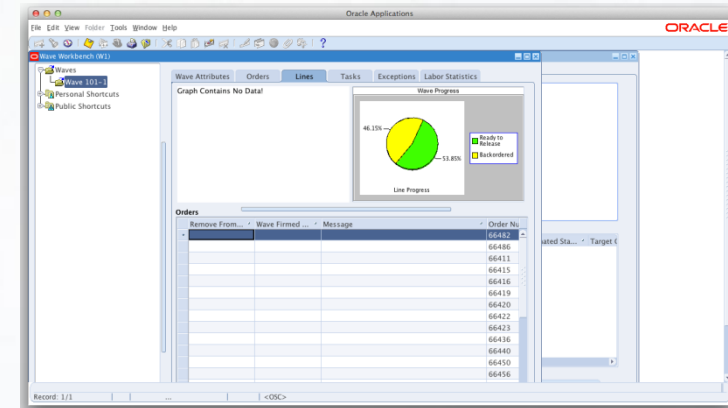 Oracle Applications
File Edit View Folder Tools Window Help
ORACLE
Wave Workbench (W1)
Waves
Wave 101-1
Personal Shortcuts
Public Shortcuts
Wave Attributes Orders Lines Tasks Exceptions Labor Statistics
Graph Contains No Data!
Wave Progress
46.15%
53.85%
Ready to
Release
Backordered
Line Progress
Orders
Remove From... Wave Firmed ... Message Order Nu
66482
66486
66411
66415
66416
66419
66420
66422
66423
66436
66440
66450
66456
ated Sta... Target
Record: 1/1 ... <OSC>